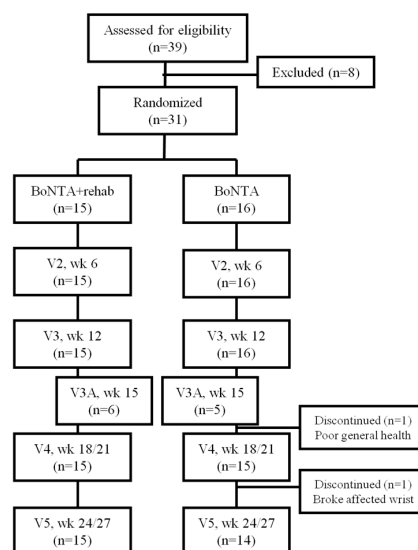 Assessed for eligibility
(n=39)
Excluded (n=8)
Randomized
(n=31)
BoNTA+rehab
(n=15)
BoNTA
(n=16)
V2, wk 6
(n=15)
V2, wk 6
(n=16)
V3, wk 12
(n=15)
V3, wk 12
(n=16)
V3A, wk 15
(n=6)
V3A, wk 15
(n=5)
Discontinued (n=1)
Poor general health
V4, wk 18/21
(n=15)
V4, wk 18/21
(n=15)
Discontinued (n=1)
Broke affected wrist
V5, wk 24/27
(n=15)
V5, wk 24/27
(n=14)